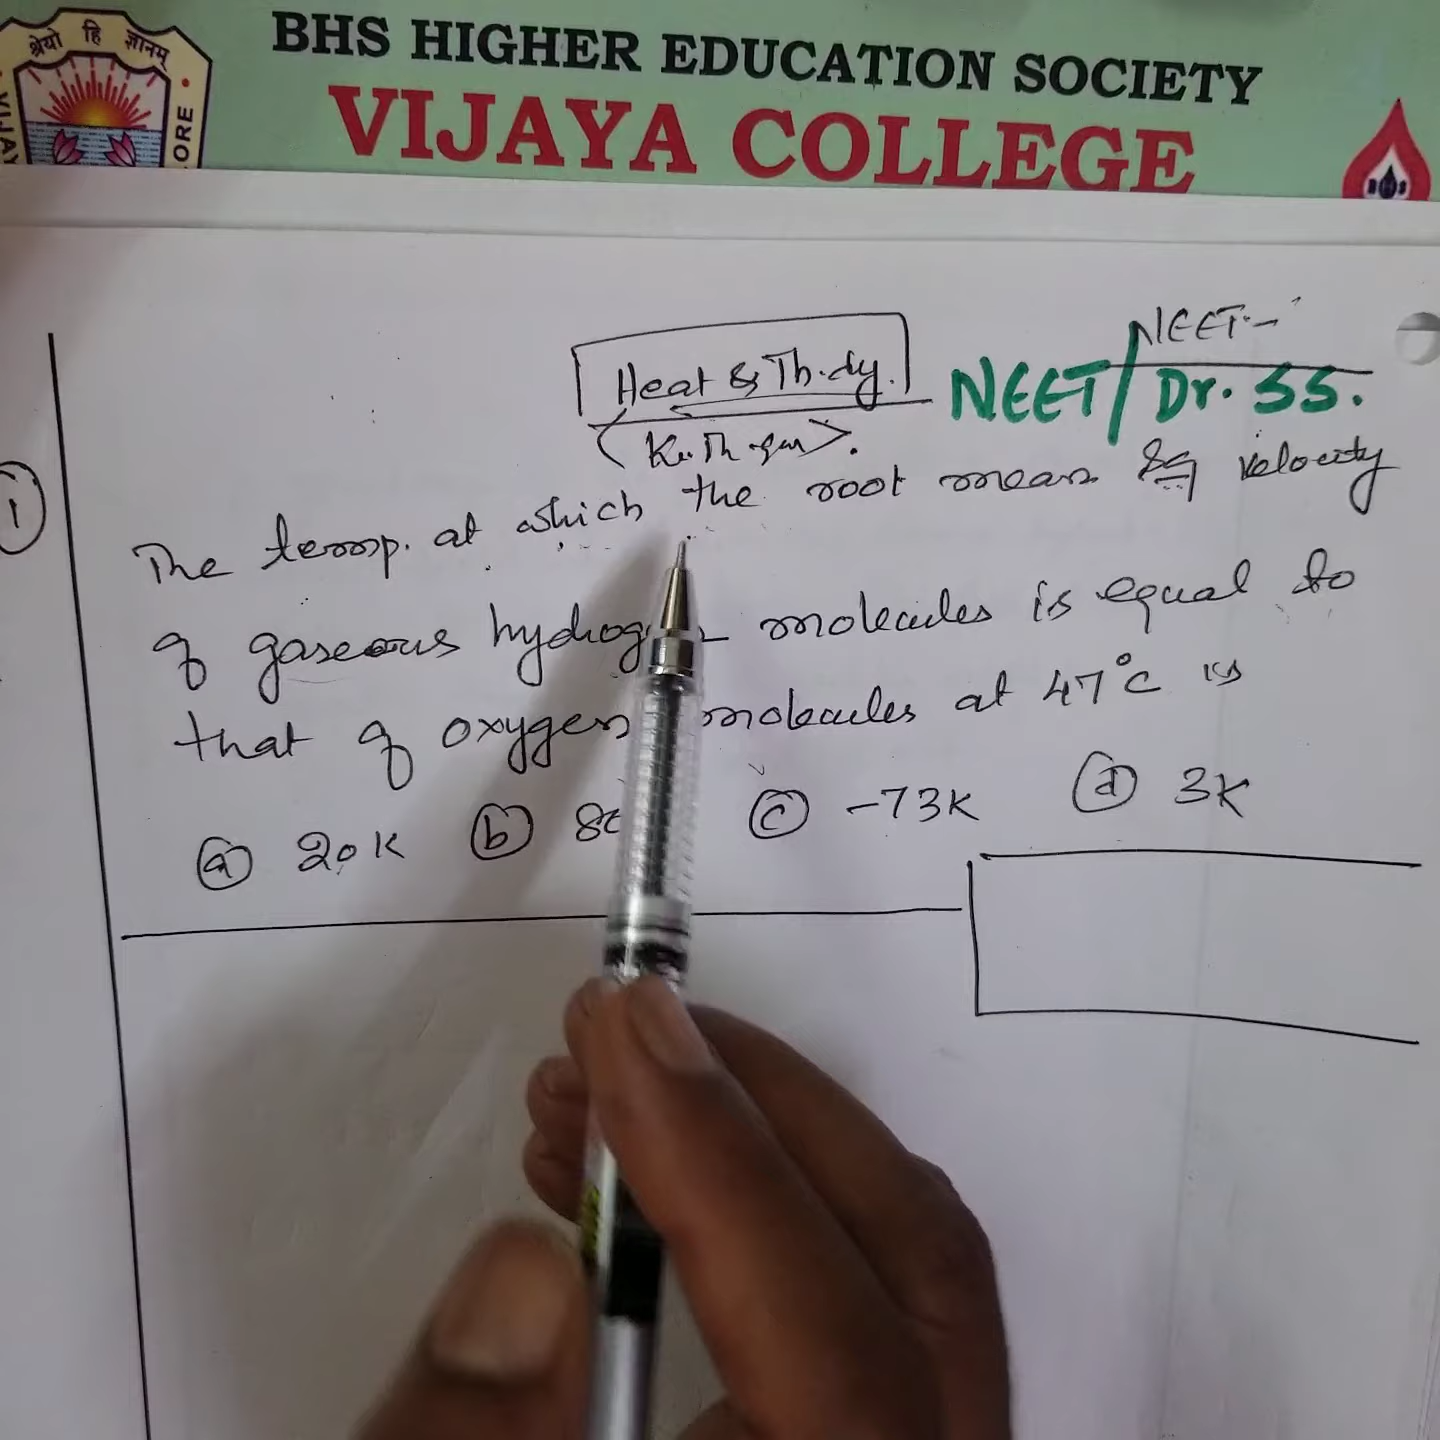 श्रेयो हि ज्ञानम्
BHS HIGHER EDUCATION SOCIETY
VIJAYA COLLEGE
BHS
NEET-
Heat & Th.dy.
NEET/Dr. SS.
1
The temp. at which the root mean sq velocity
of gaseous hydrogen molecules is equal to
that of oxygen molecules at 47°C is
(a) 20K (b) (c) -73K (d) 3K